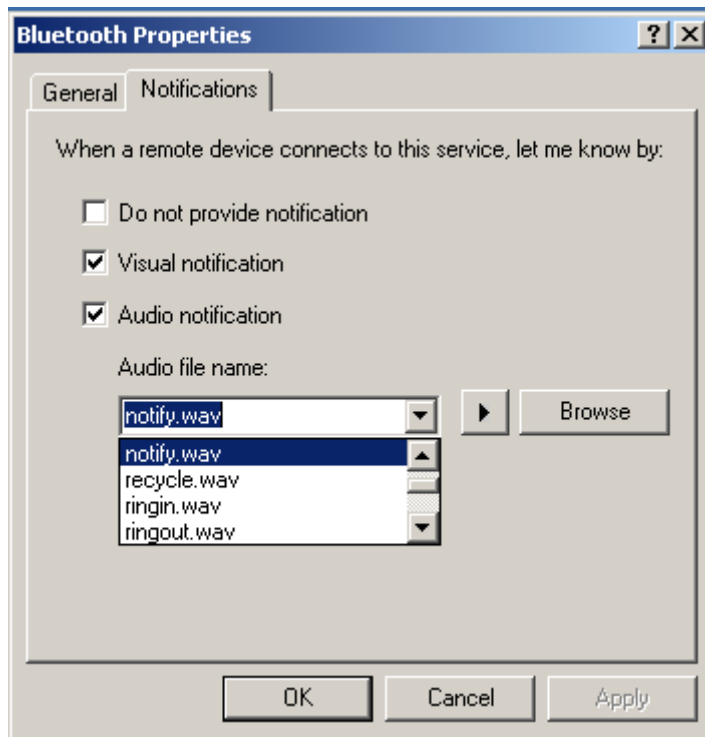 Bluetooth Properties
General Notifications
When a remote device connects to this service, let me know by:
Do not provide notification
Visual notification
Audio notification
Audio file name:
notify.wav Browse
notify.wav
recycle.wav
ringin.wav
ringout.wav
OK Cancel Apply